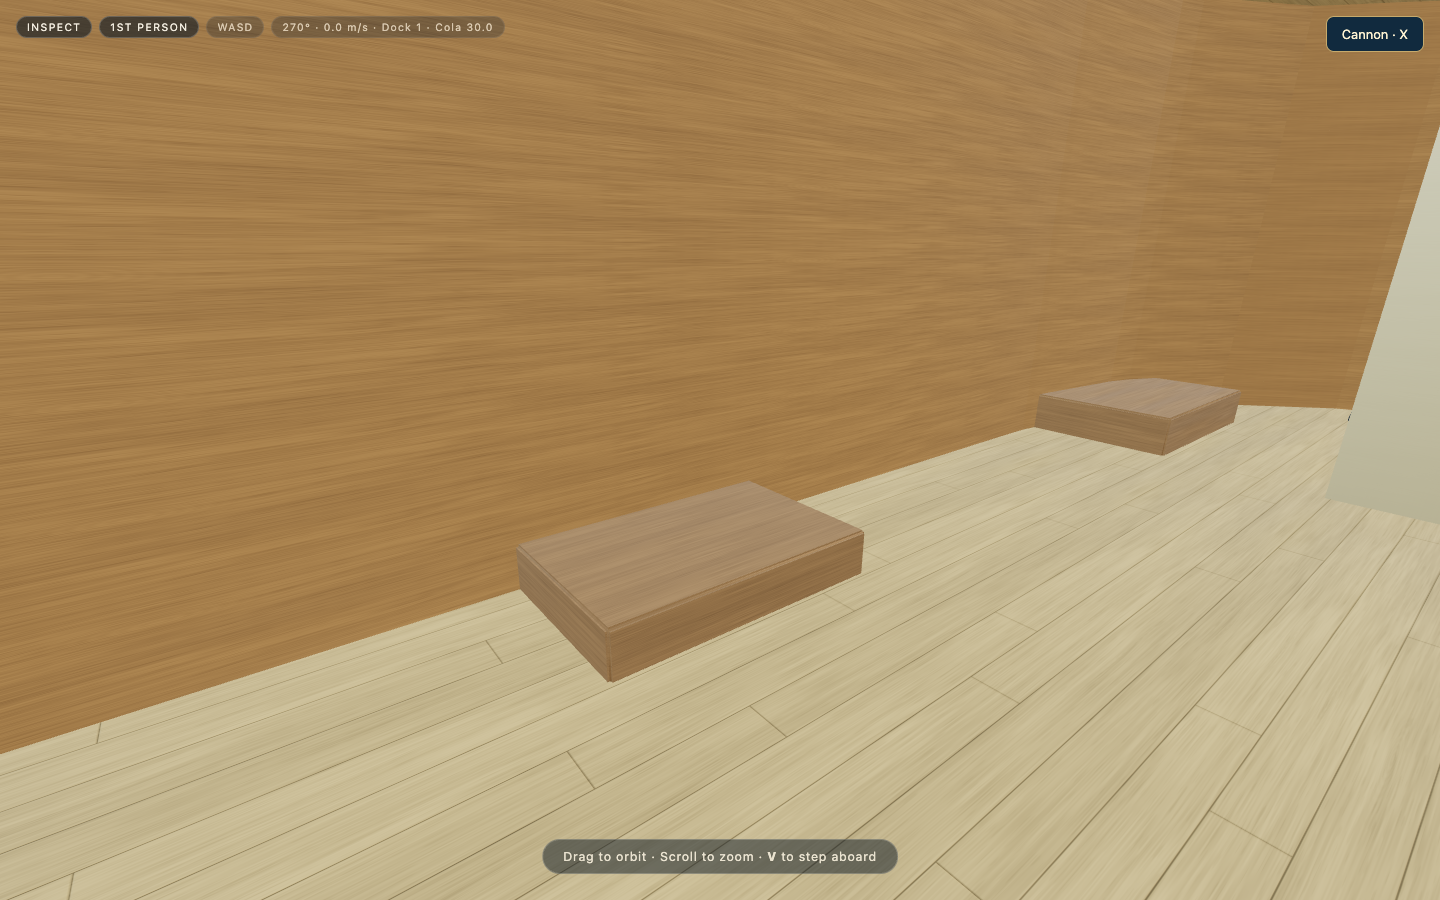 INSPECT 1ST PERSON WASD 270° · 0.0 m/s · Dock 1 · Cola 30.0
Cannon · X
Drag to orbit · Scroll to zoom · V to step aboard